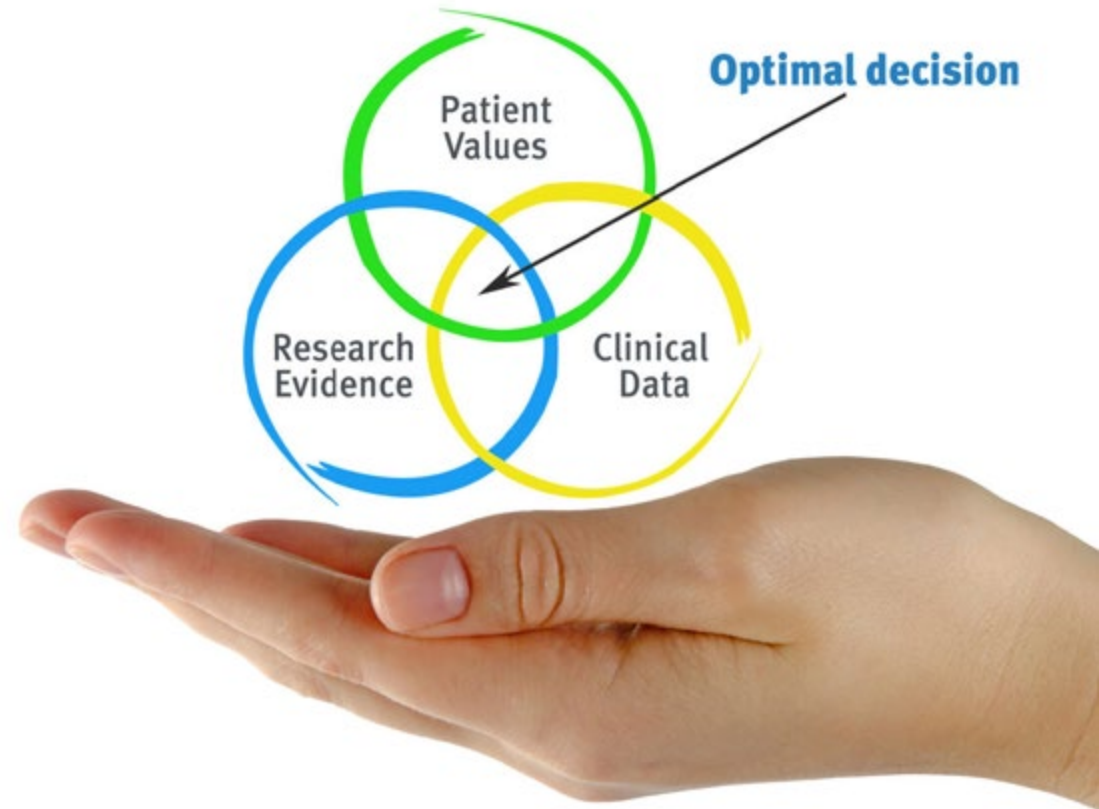 Optimal decision
Patient
Values
Research
Evidence
Clinical
Data